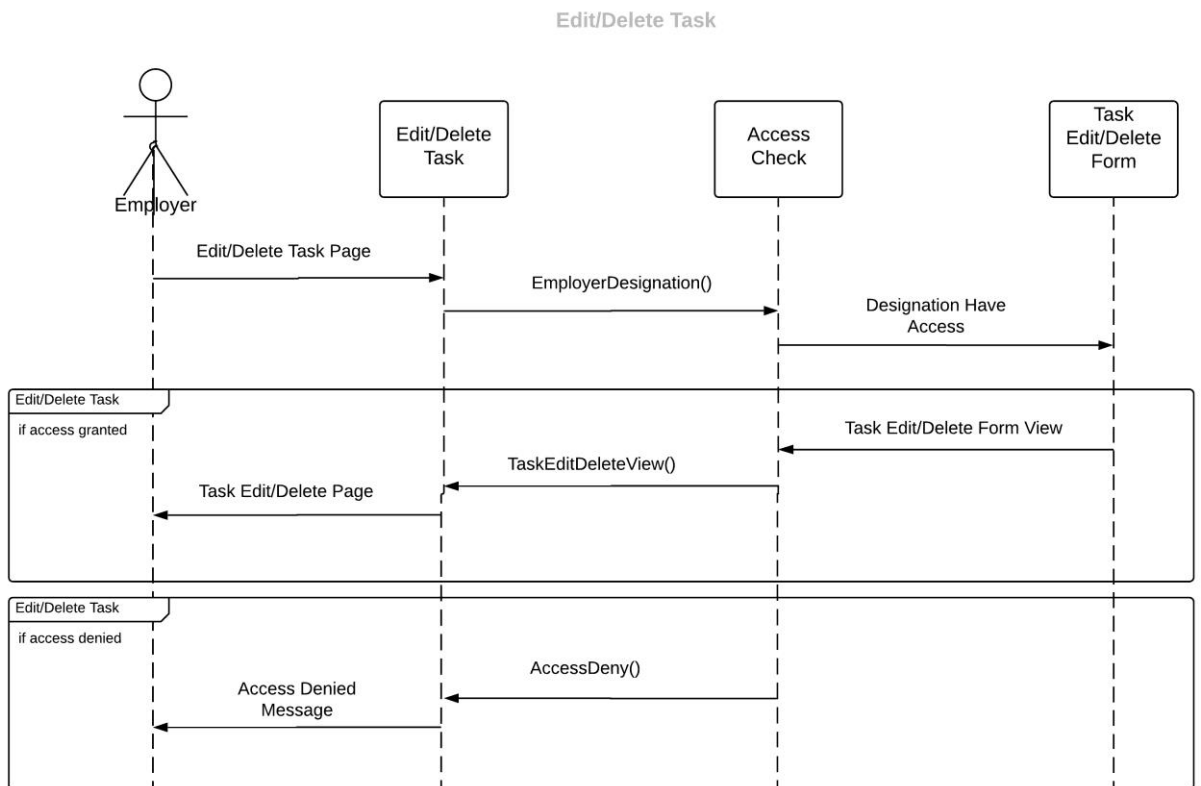 Edit/Delete Task
Edit/Delete
Task
Access
Check
Task
Edit/Delete
Form
Employer
Edit/Delete Task Page
EmployerDesignation()
Designation Have
Access
Edit/Delete Task
if access granted
Task Edit/Delete Form View
TaskEditDeleteView()
Task Edit/Delete Page
Edit/Delete Task
if access denied
AccessDeny()
Access Denied
Message